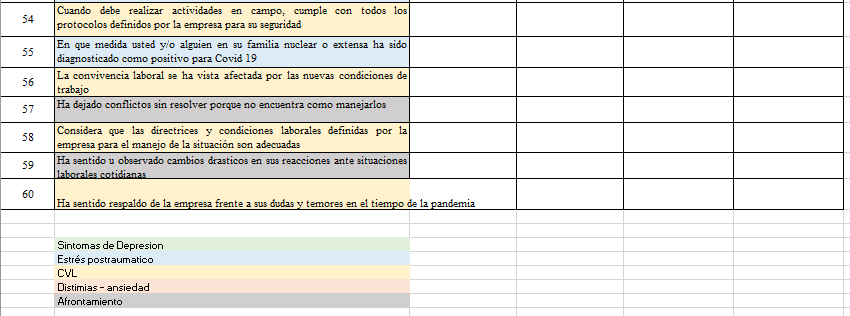 54 Cuando debe realizar actividades en campo, cumple con todos los
protocolos definidos por la empresa para su seguridad
55 En que medida usted y/o alguien en su familia nuclear o extensa ha sido
diagnosticado como positivo para Covid 19
56 La convivencia laboral se ha vista afectada por las nuevas condiciones de
trabajo
57 Ha dejado conflictos sin resolver porque no encuentra como manejarlos
58 Considera que las directrices y condiciones laborales definidas por la
empresa para el manejo de la situación son adecuadas
59 Ha sentido u observado cambios drasticos en sus reacciones ante situaciones
laborales cotidianas
60 Ha sentido respaldo de la empresa frente a sus dudas y temores en el tiempo de la pandemia
Sintomas de Depresion
Estrés postraumatico
CVL
Distimias - ansiedad
Afrontamiento